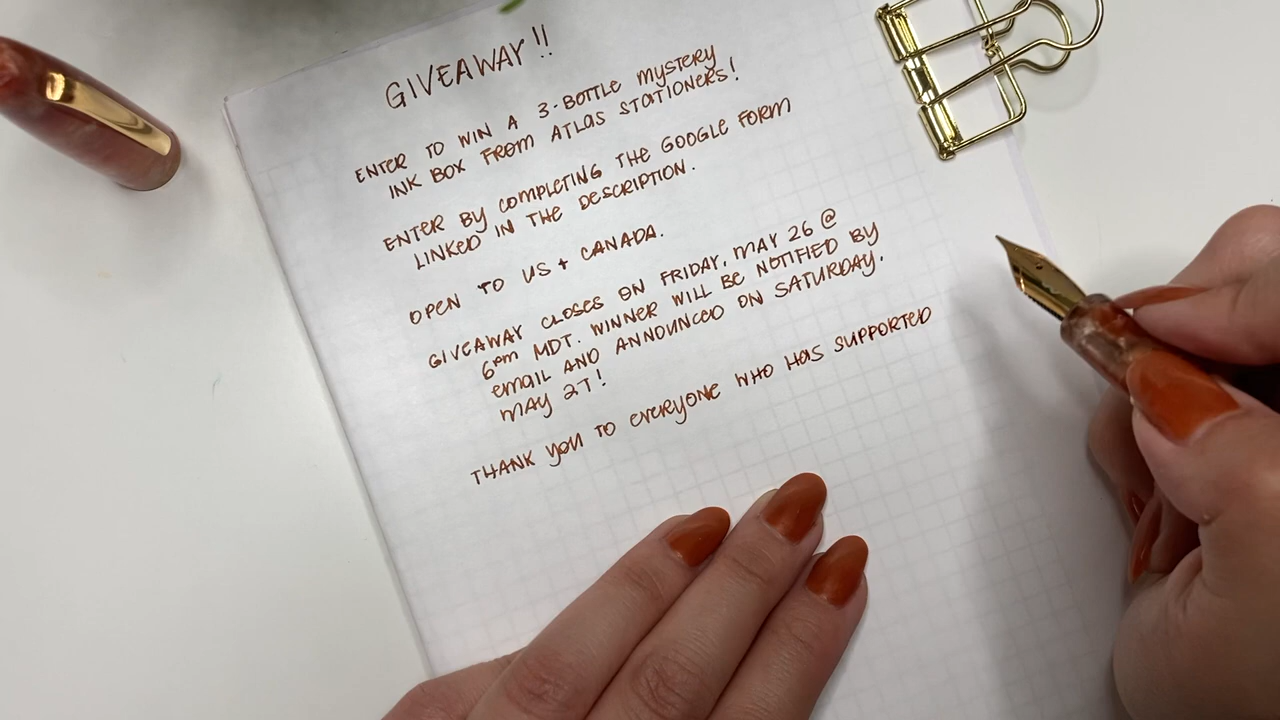 GIVEAWAY!!
ENTER TO WIN A 3-BOTTLE MYSTERY
INK BOX FROM ATLAS STATIONERS!
ENTER BY COMPLETING THE GOOGLE FORM
LINKED IN THE DESCRIPTION.
OPEN TO US + CANADA.
GIVEAWAY CLOSES ON FRIDAY, MAY 26 @
6pm MDT. WINNER WILL BE NOTIFIED BY
EMAIL AND ANNOUNCED ON SATURDAY,
MAY 27!
THANK YOU TO EVERYONE WHO HAS SUPPORTED